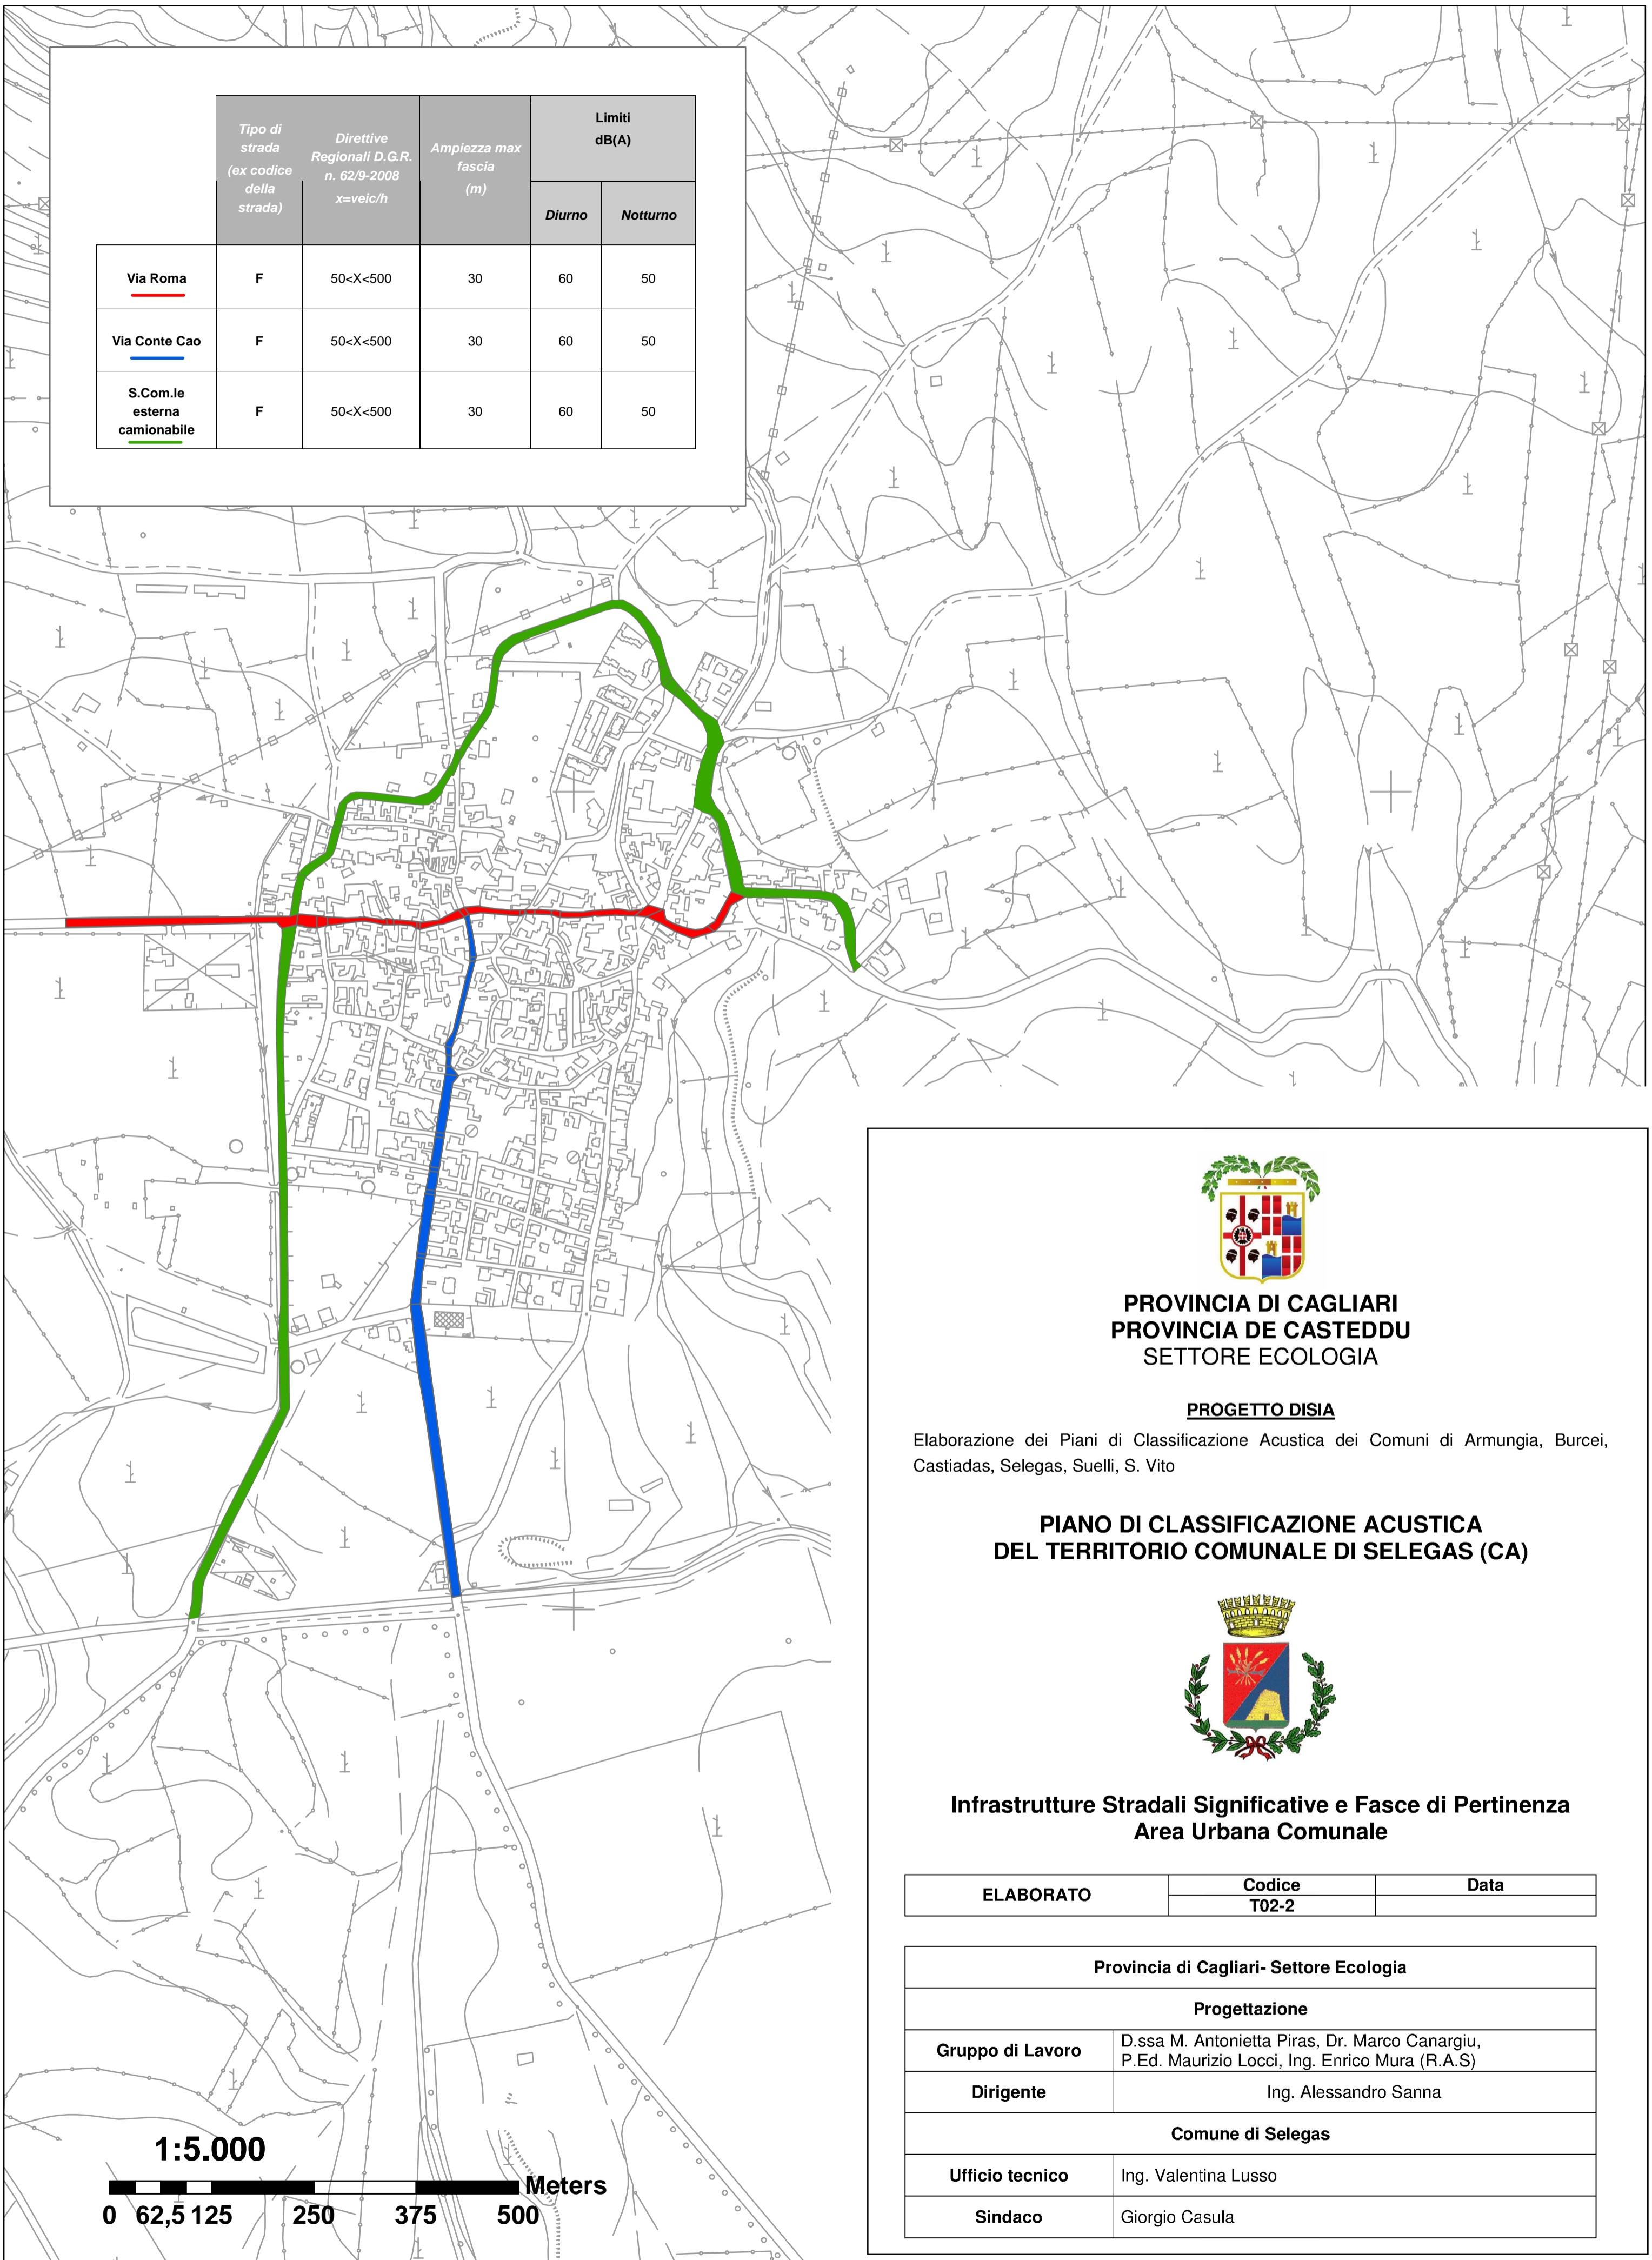 Tipo di
strada
(ex codice
della
strada)
Direttive
Regionali D.G.R.
n. 62/9-2008
x=veic/h
Ampiezza max
fascia
(m)
Limiti
dB(A)
Diurno
Notturno
Via Roma
F
50<X<500
30
60
50
Via Conte Cao
F
50<X<500
30
60
50
S.Com.le
esterna
camionabile
F
50<X<500
30
60
50
PROVINCIA DI CAGLIARI
PROVINCIA DE CASTEDDU
SETTORE ECOLOGIA
PROGETTO DISIA
Elaborazione dei Piani di Classificazione Acustica dei Comuni di Armungia, Burcei,
Castiadas, Selegas, Suelli, S. Vito
PIANO DI CLASSIFICAZIONE ACUSTICA
DEL TERRITORIO COMUNALE DI SELEGAS (CA)
Infrastrutture Stradali Significative e Fasce di Pertinenza
Area Urbana Comunale
ELABORATO
Codice
Data
T02-2
Provincia di Cagliari- Settore Ecologia
Progettazione
Gruppo di Lavoro
D.ssa M. Antonietta Piras, Dr. Marco Canargiu,
P.Ed. Maurizio Locci, Ing. Enrico Mura (R.A.S)
Dirigente
Ing. Alessandro Sanna
Comune di Selegas
Ufficio tecnico
Ing. Valentina Lusso
Sindaco
Giorgio Casula
1:5.000
Meters
0 62,5 125 250 375 500